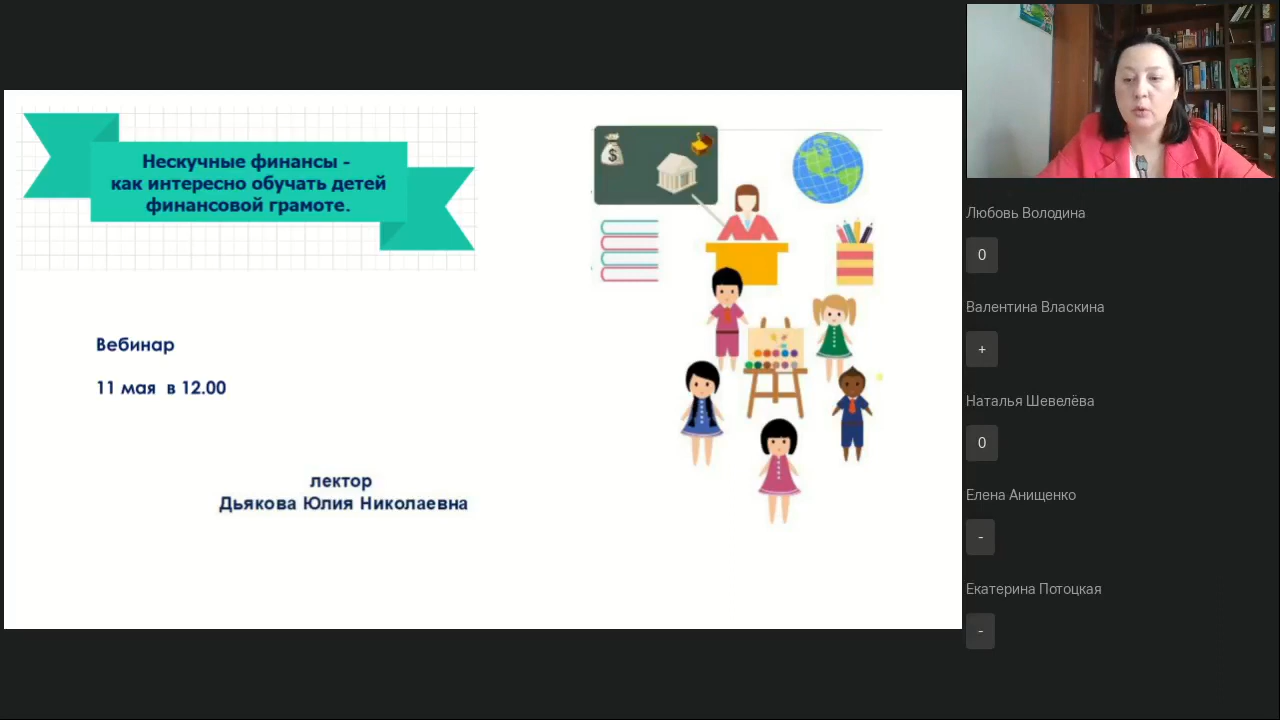 Нескучные финансы -
как интересно обучать детей
финансовой грамоте.
Вебинар
11 мая в 12.00
лектор
Дьякова Юлия Николаевна
Любовь Володина
0
Валентина Власкина
+
Наталья Шевелёва
0
Елена Анищенко
-
Екатерина Потоцкая
-